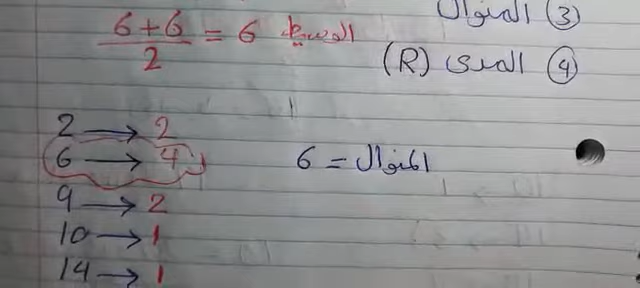 ③ المنوال
6+6/2 = 6 الوسيط
④ المدى (R)
2 → 2
6 → 4
المنوال = 6
9 → 2
10 → 1
14 → 1